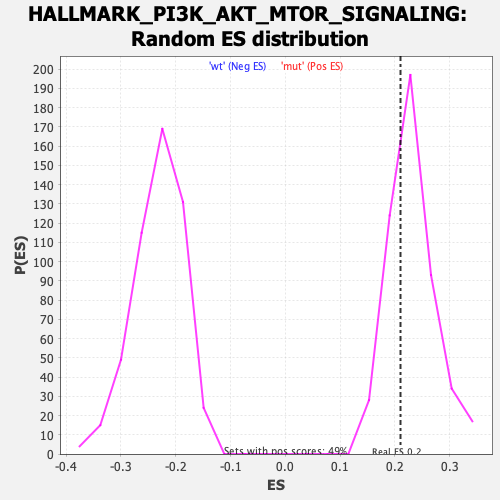 HALLMARK_PI3K_AKT_MTOR_SIGNALING:
Random ES distribution
'wt' (Neg ES) 'mut' (Pos ES)
200
190
180
170
160
150
140
130
120
110
100
90
80
70
60
50
40
30
20
10
0
P(ES)
Sets with pos scores: 49%
Real ES 0.2
-0.4 -0.3 -0.2 -0.1 0.0 0.1 0.2 0.3
ES